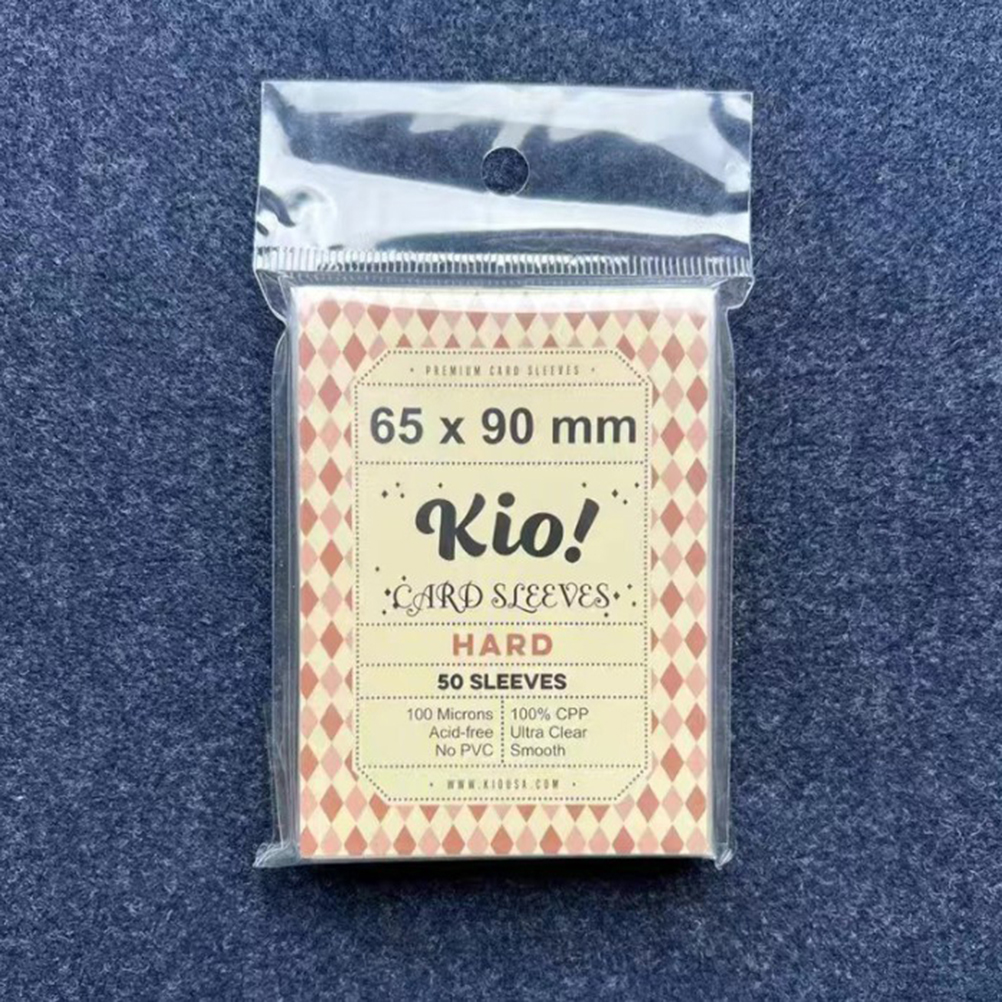 • PREMIUM CARD SLEEVES •
65 x 90 mm
Kio!
CARD SLEEVES
HARD
50 SLEEVES
100 Microns
Acid-free
No PVC
100% CPP
Ultra Clear
Smooth
• WWW.KIOUSA.COM •